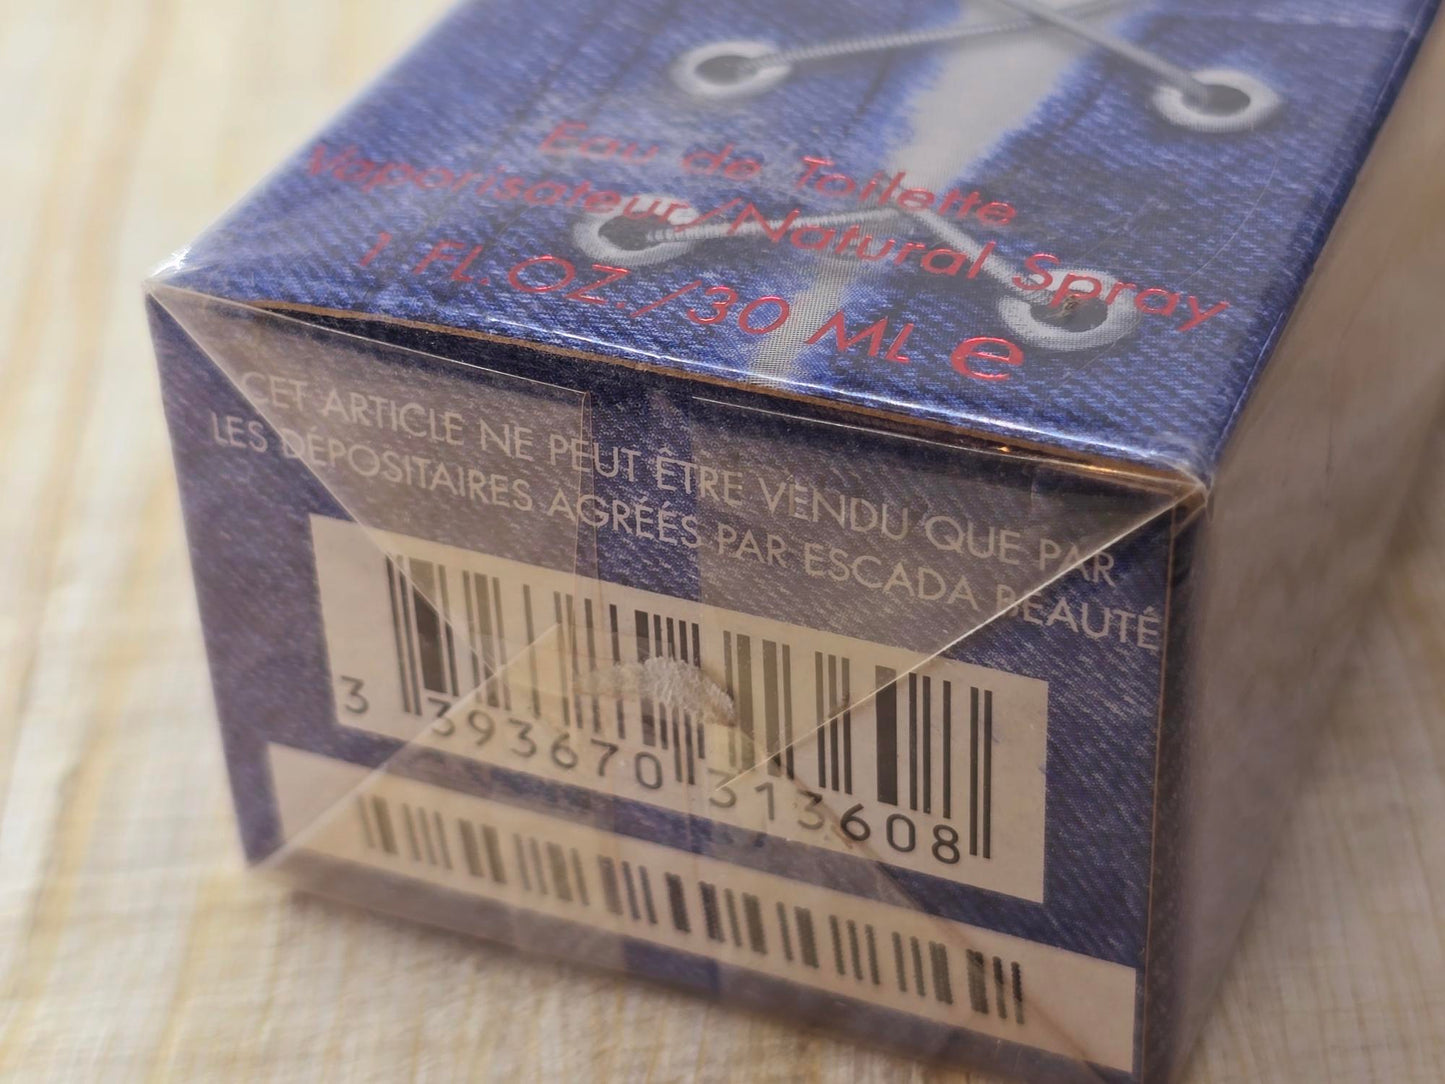 Eau de Toilette
Vaporisateur/Natural Spray
1 FL. OZ./30 ML e
CET ARTICLE NE PEUT ÊTRE VENDU QUE PAR
LES DÉPOSITAIRES AGRÉÉS PAR ESCADA BEAUTÉ
3 393670 313608